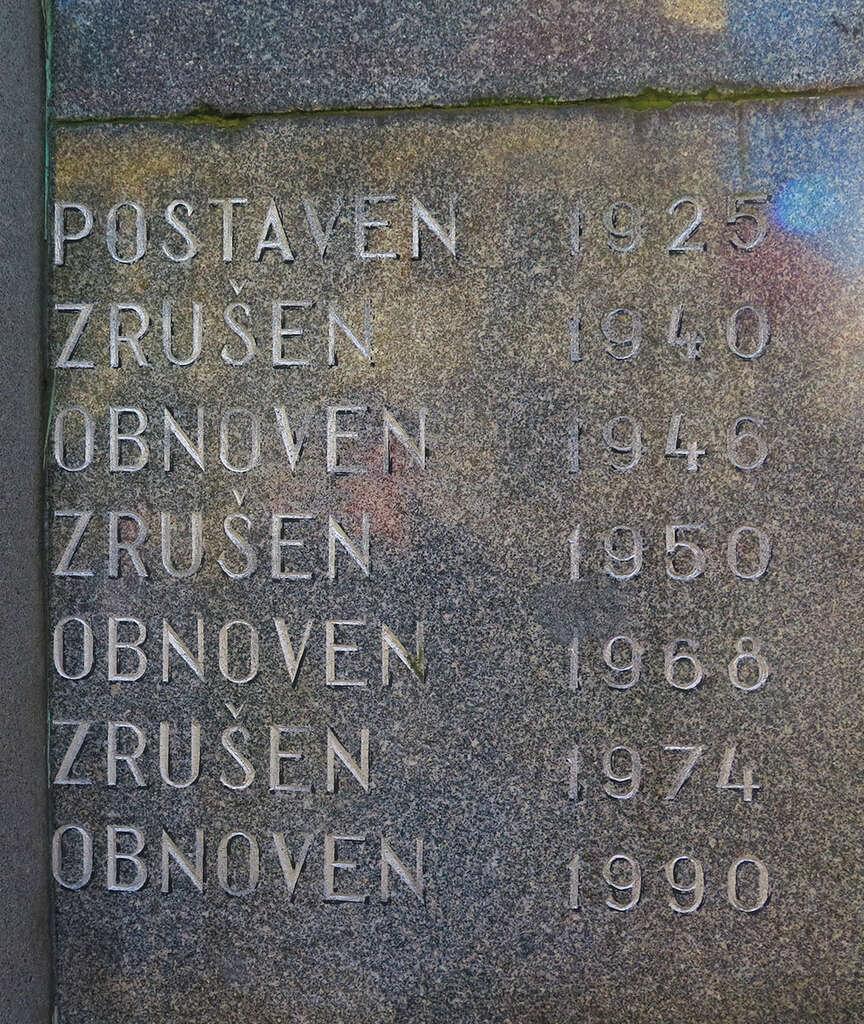 POSTAVEN 1925
ZRUŠEN 1940
OBNOVEN 1946
ZRUŠEN 1950
OBNOVEN 1968
ZRUŠEN 1974
OBNOVEN 1990